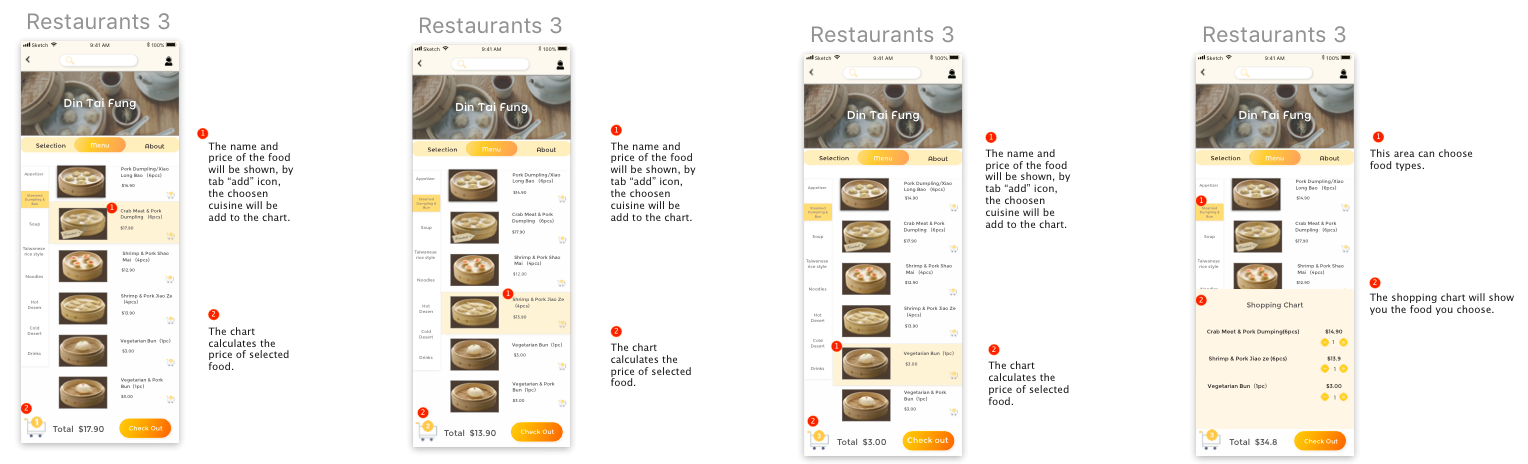 Restaurants 3
Sketch
9:41 AM
100%
Din Tai Fung
Selection
Menu
About
Appetizer
Steamed
Dumpling &
Bun
Soup
Taiwanese
rice style
Noodles
Hot
Desert
Cold
Desert
Drinks
Pork Dumpling/Xiao
Long Bao (6pcs)
$14.90
1
Crab Meat & Pork
Dumpling (6pcs)
$17.90
Shrimp & Pork Shao
Mai (4pcs)
$12.90
Shrimp & Pork Jiao Ze
(4pcs)
$13.90
Vegetarian Bun (1pc)
$3.00
Vegetarian & Pork
Bun (1pc)
$3.00
2
1
Total $17.90
Check Out
1
The name and
price of the food
will be shown, by
tab “add” icon,
the choosen
cuisine will be
add to the chart.
2
The chart
calculates the
price of selected
food.
Restaurants 3
Sketch
9:41 AM
100%
Din Tai Fung
Selection
Menu
About
Appetizer
Steamed
Dumpling &
Bun
Soup
Taiwanese
rice style
Noodles
Hot
Desert
Cold
Desert
Drinks
Pork Dumpling/Xiao
Long Bao (6pcs)
$14.90
Crab Meat & Pork
Dumpling (6pcs)
$17.90
Shrimp & Pork Shao
Mai (4pcs)
$12.90
1
Shrimp & Pork Jiao Ze
(4pcs)
$13.90
Vegetarian Bun (1pc)
$3.00
Vegetarian & Pork
Bun (1pc)
$3.00
2
2
Total $13.90
Check Out
1
The name and
price of the food
will be shown, by
tab “add” icon,
the choosen
cuisine will be
add to the chart.
2
The chart
calculates the
price of selected
food.
Restaurants 3
Sketch
9:41 AM
100%
Din Tai Fung
Selection
Menu
About
Appetizer
Steamed
Dumpling &
Bun
Soup
Taiwanese
rice style
Noodles
Hot
Desert
Cold
Desert
Drinks
Pork Dumpling/Xiao
Long Bao (6pcs)
$14.90
Crab Meat & Pork
Dumpling (6pcs)
$17.90
Shrimp & Pork Shao
Mai (4pcs)
$12.90
Shrimp & Pork Jiao Ze
(4pcs)
$13.90
1
Vegetarian Bun (1pc)
$3.00
Vegetarian & Pork
Bun (1pc)
$3.00
2
3
Total $3.00
Check out
1
The name and
price of the food
will be shown, by
tab “add” icon,
the choosen
cuisine will be
add to the chart.
2
The chart
calculates the
price of selected
food.
Restaurants 3
Sketch
9:41 AM
100%
Din Tai Fung
Selection
Menu
About
Appetizer
1
Steamed
Dumpling &
Bun
Soup
Taiwanese
rice style
Noodles
Pork Dumpling/Xiao
Long Bao (6pcs)
$14.90
Crab Meat & Pork
Dumpling (6pcs)
$17.90
Shrimp & Pork Shao
Mai (4pcs)
$12.90
2
Shopping Chart
Crab Meet & Pork Dumping(6pcs) $14.90
1
Shrimp & Pork Jiao ze (6pcs) $13.9
1
Vegetarian Bun (1pc) $3.00
1
3
Total $34.8
Check Out
1
This area can choose
food types.
2
The shopping chart will show
you the food you choose.